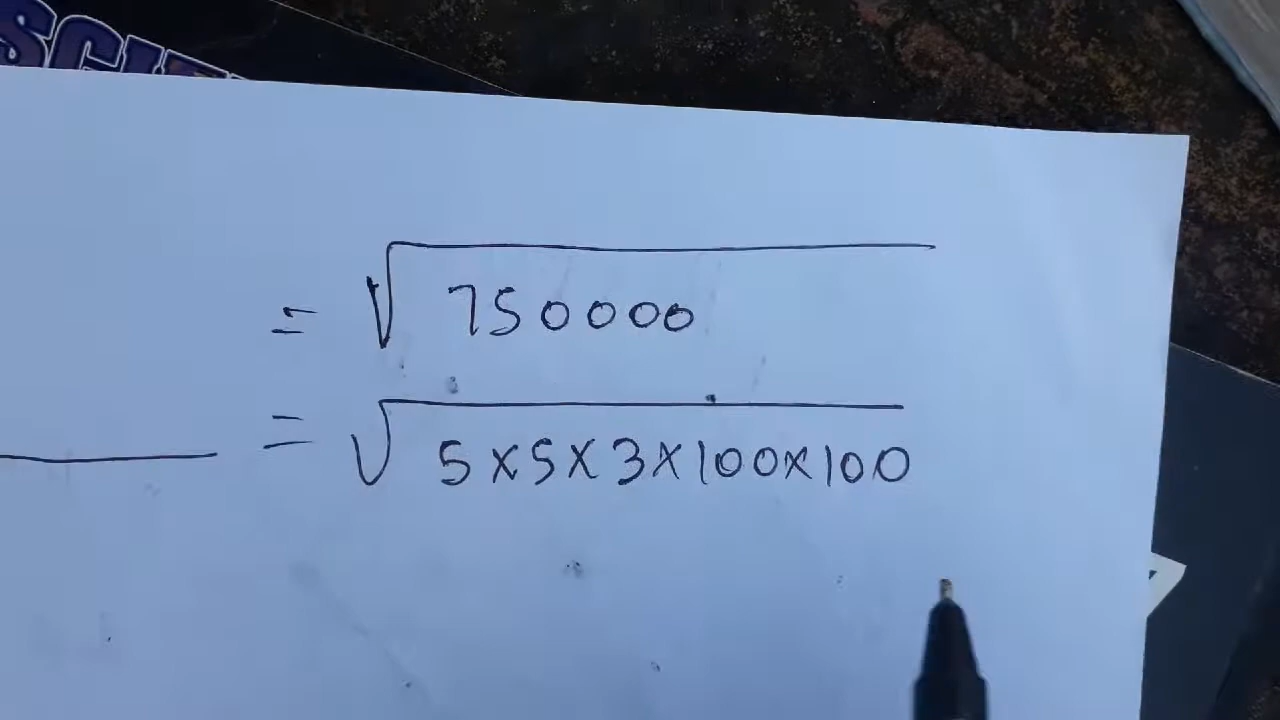 = √750000
= √5×5×3×100×100